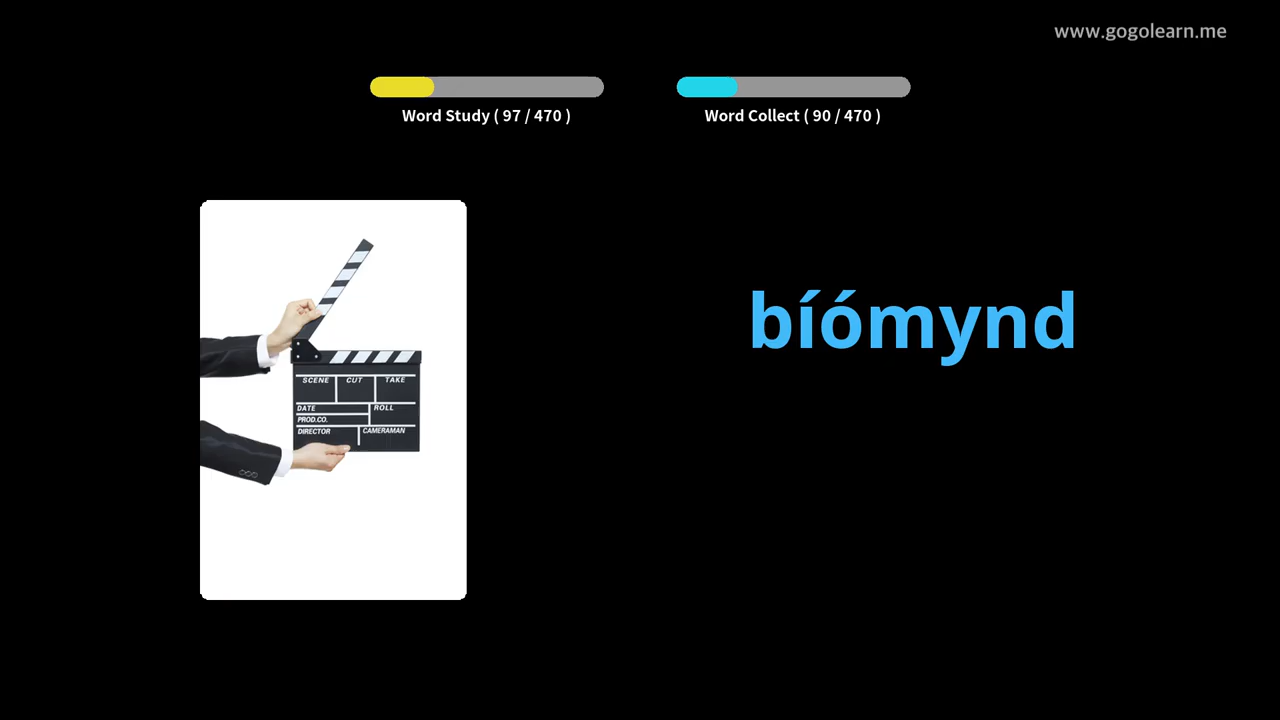 www.gogolearn.me
Word Study ( 97 / 470 )
Word Collect ( 90 / 470 )
bíómynd
SCENE CUT TAKE
DATE ROLL
PROD.CO.
DIRECTOR CAMERAMAN